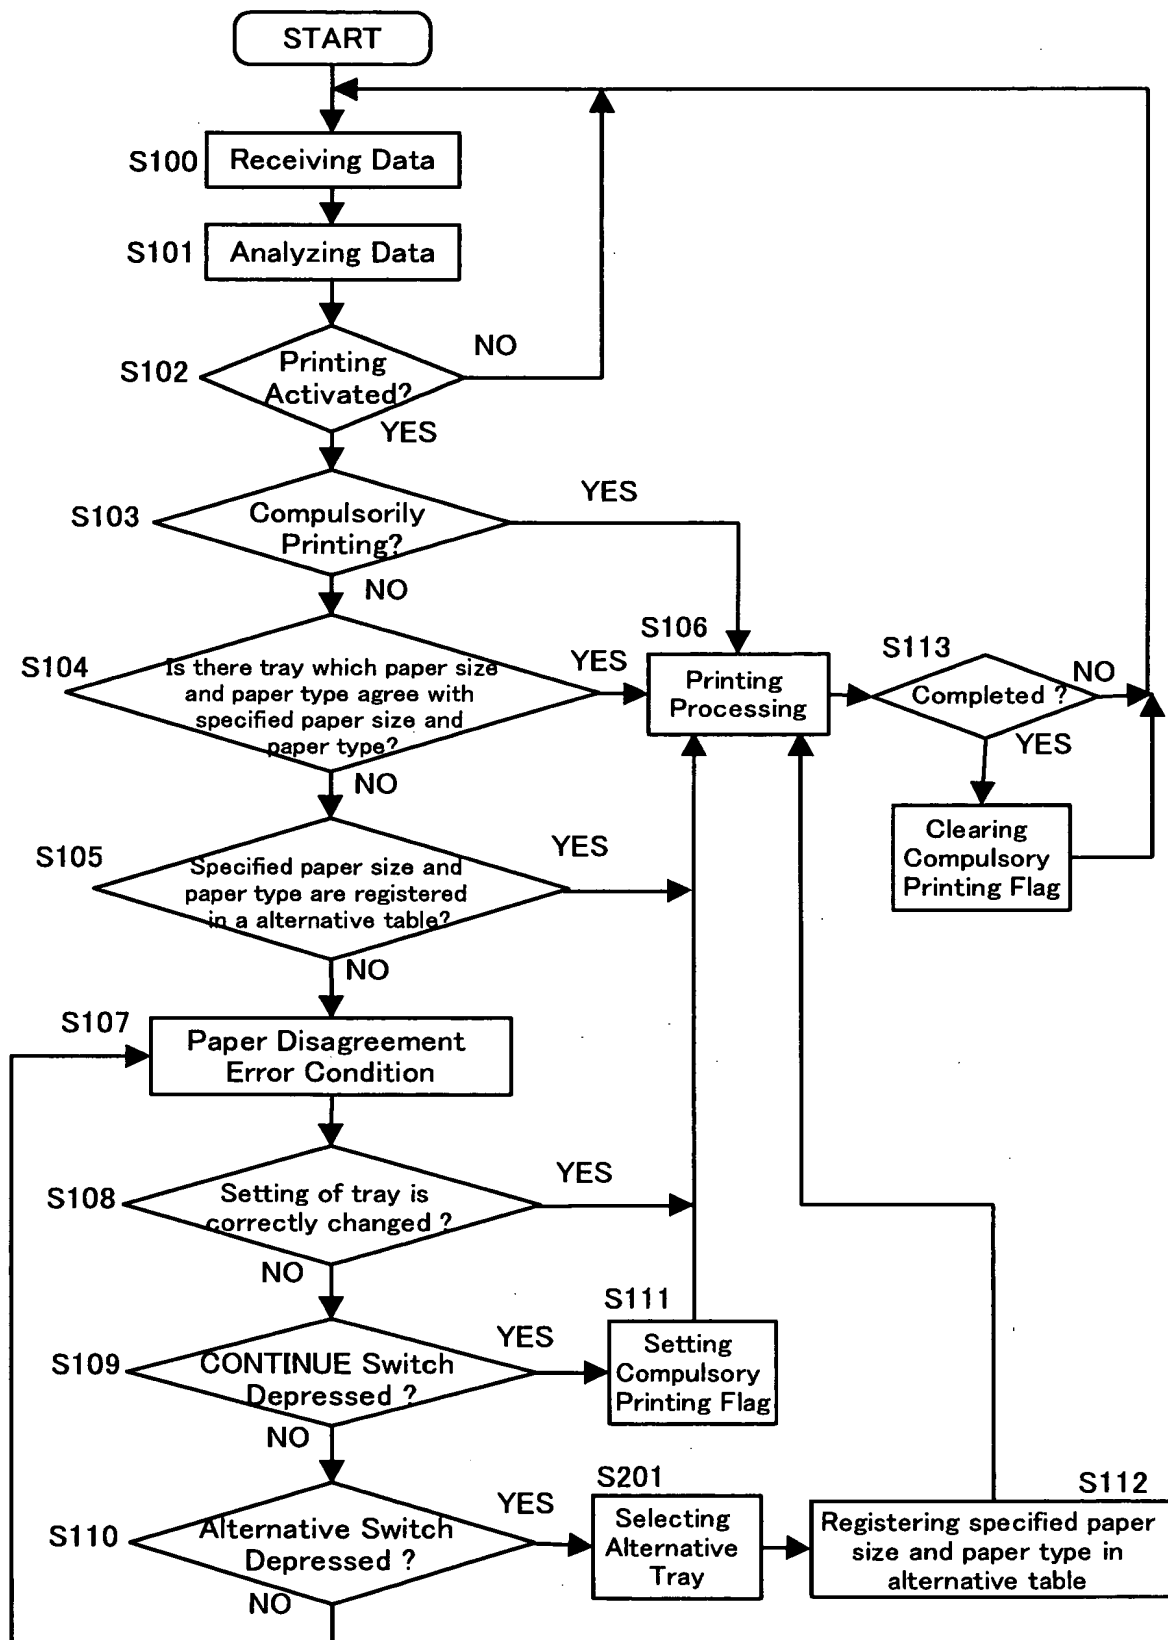 START
S100
Receiving Data
S101
Analyzing Data
S102
Printing
Activated?
NO
YES
S103
Compulsorily
Printing?
YES
NO
S104
Is there tray which paper size
and paper type agree with
specified paper size and
paper type?
YES
NO
S106
Printing
Processing
S113
Completed ?
NO
YES
Clearing
Compulsory
Printing Flag
S105
Specified paper size and
paper type are registered
in a alternative table?
YES
NO
S107
Paper Disagreement
Error Condition
S108
Setting of tray is
correctly changed ?
YES
NO
S109
CONTINUE Switch
Depressed ?
YES
NO
S111
Setting
Compulsory
Printing Flag
S110
Alternative Switch
Depressed ?
YES
NO
S201
Selecting
Alternative
Tray
S112
Registering specified paper
size and paper type in
alternative table